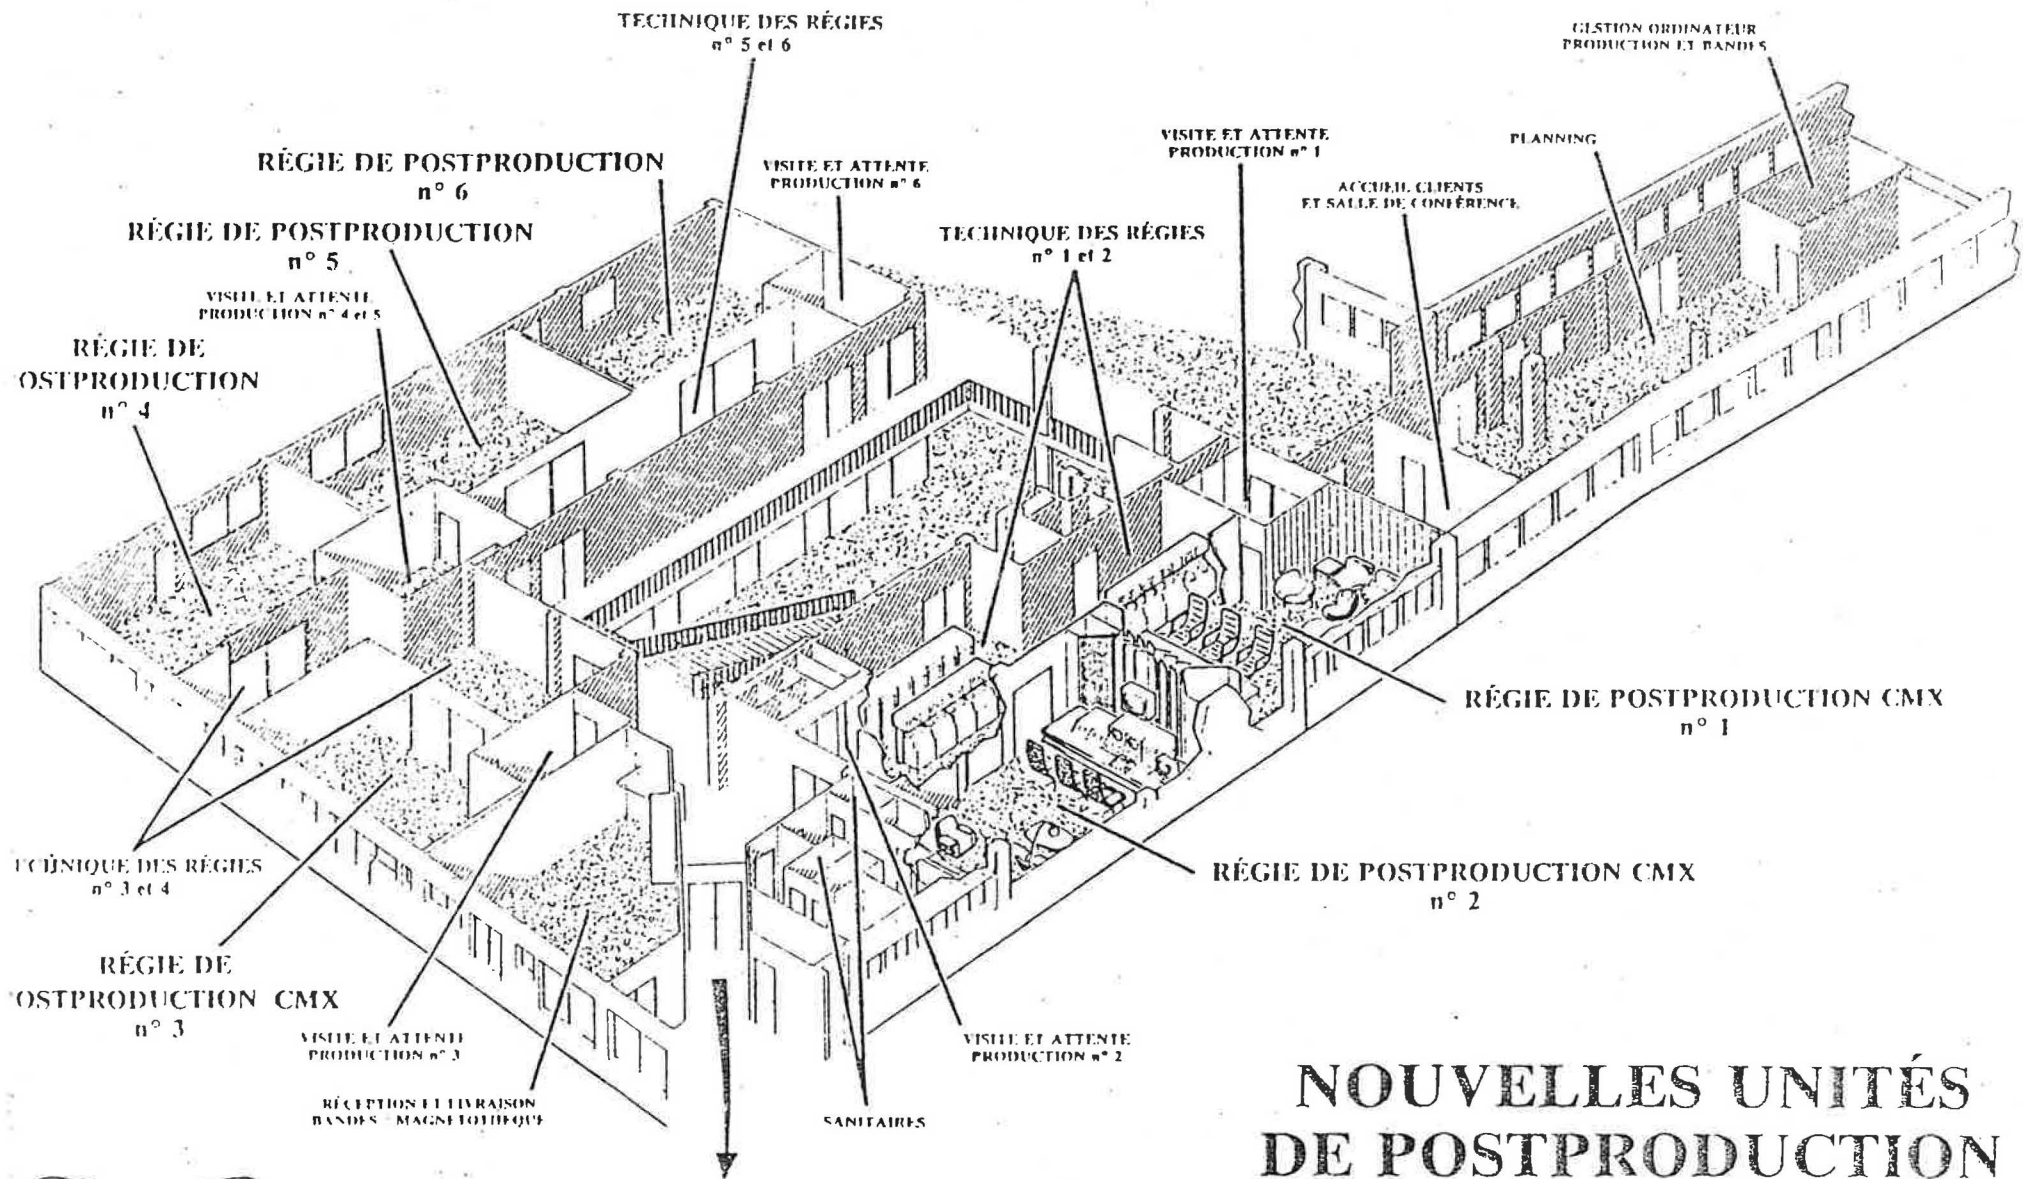 TECHNIQUE DES RÉGIES
n° 5 et 6
GESTION ORDINATEUR
PRODUCTION ET BANDES
RÉGIE DE POSTPRODUCTION
n° 6
VISITE ET ATTENTE
PRODUCTION n° 6
VISITE ET ATTENTE
PRODUCTION n° 1
PLANNING
ACCUEIL CLIENTS
ET SALLE DE CONFÉRENCE
RÉGIE DE POSTPRODUCTION
n° 5
TECHNIQUE DES RÉGIES
n° 1 et 2
VISITE ET ATTENTE
PRODUCTION n° 4 et 5
RÉGIE DE
OSTPRODUCTION
n° 4
RÉGIE DE POSTPRODUCTION CMX
n° 1
ECHNIQUE DES RÉGIES
n° 3 et 4
RÉGIE DE POSTPRODUCTION CMX
n° 2
RÉGIE DE
OSTPRODUCTION CMX
n° 3
VISITE ET ATTENTE
PRODUCTION n° 3
VISITE ET ATTENTE
PRODUCTION n° 2
RÉCEPTION ET LIVRAISON
BANDES - MAGNÉTOTHÈQUE
SANITAIRES
NOUVELLES UNITÉS
DE POSTPRODUCTION